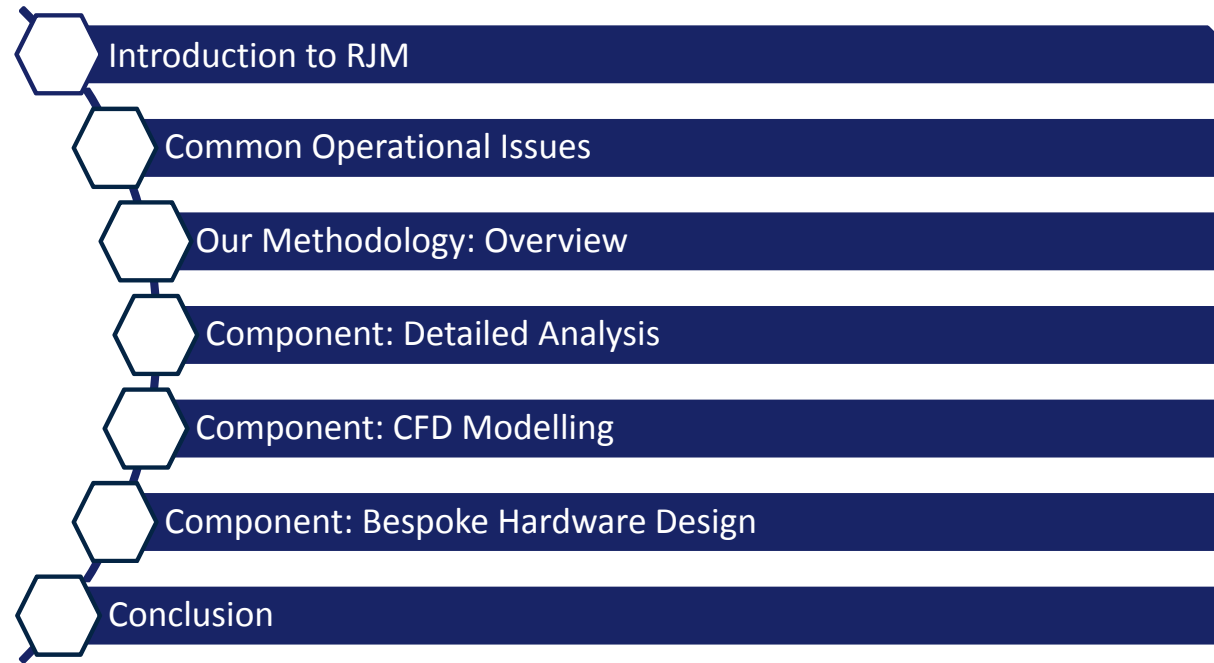 Introduction to RJM
Common Operational Issues
Our Methodology: Overview
Component: Detailed Analysis
Component: CFD Modelling
Component: Bespoke Hardware Design
Conclusion